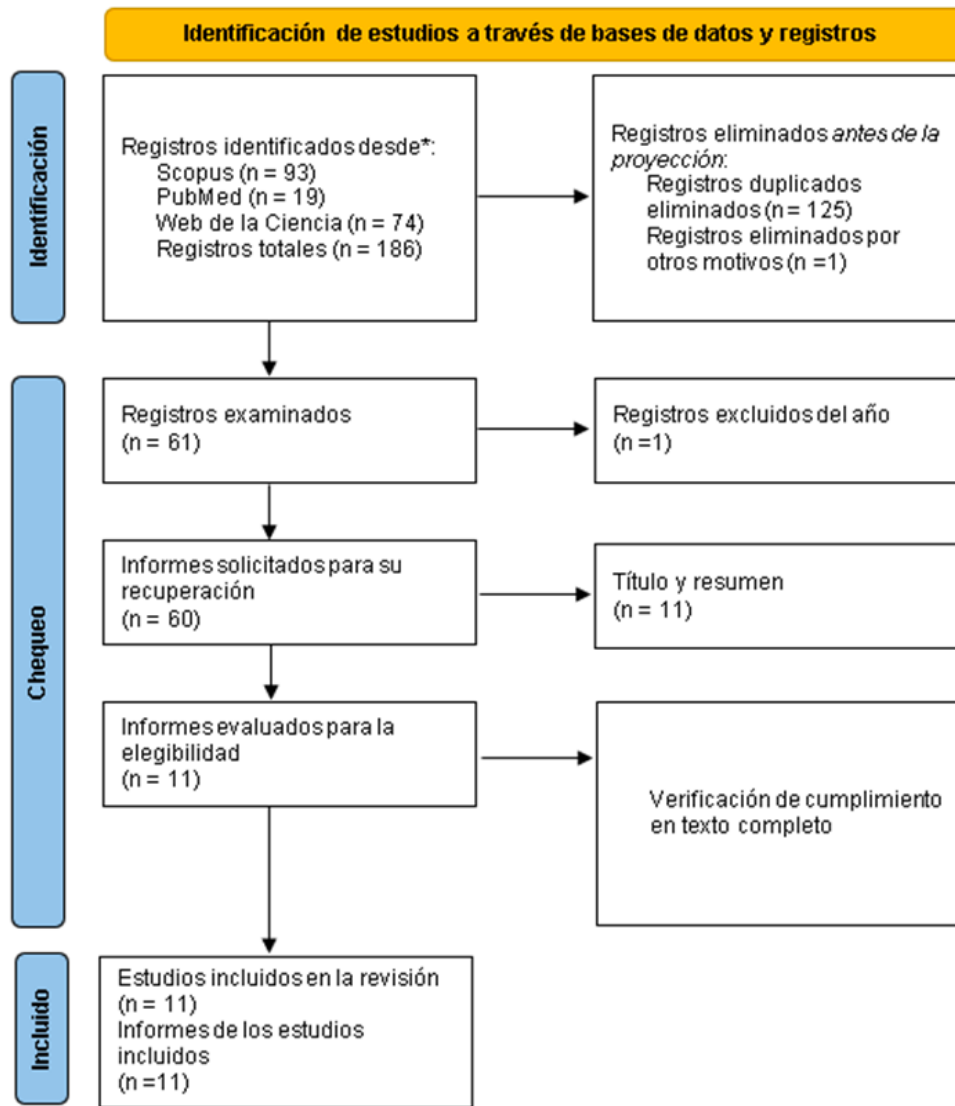 Identificación de estudios a través de bases de datos y registros
Identificación
Registros identificados desde*:
Scopus (n = 93)
PubMed (n = 19)
Web de la Ciencia (n = 74)
Registros totales (n = 186)
Registros eliminados antes de la
proyección:
Registros duplicados
eliminados (n = 125)
Registros eliminados por
otros motivos (n =1)
Chequeo
Registros examinados
(n = 61)
Registros excluidos del año
(n =1)
Informes solicitados para su
recuperación
(n = 60)
Título y resumen
(n = 11)
Informes evaluados para la
elegibilidad
(n = 11)
Verificación de cumplimiento
en texto completo
Incluido
Estudios incluidos en la revisión
(n = 11)
Informes de los estudios
incluidos
(n =11)